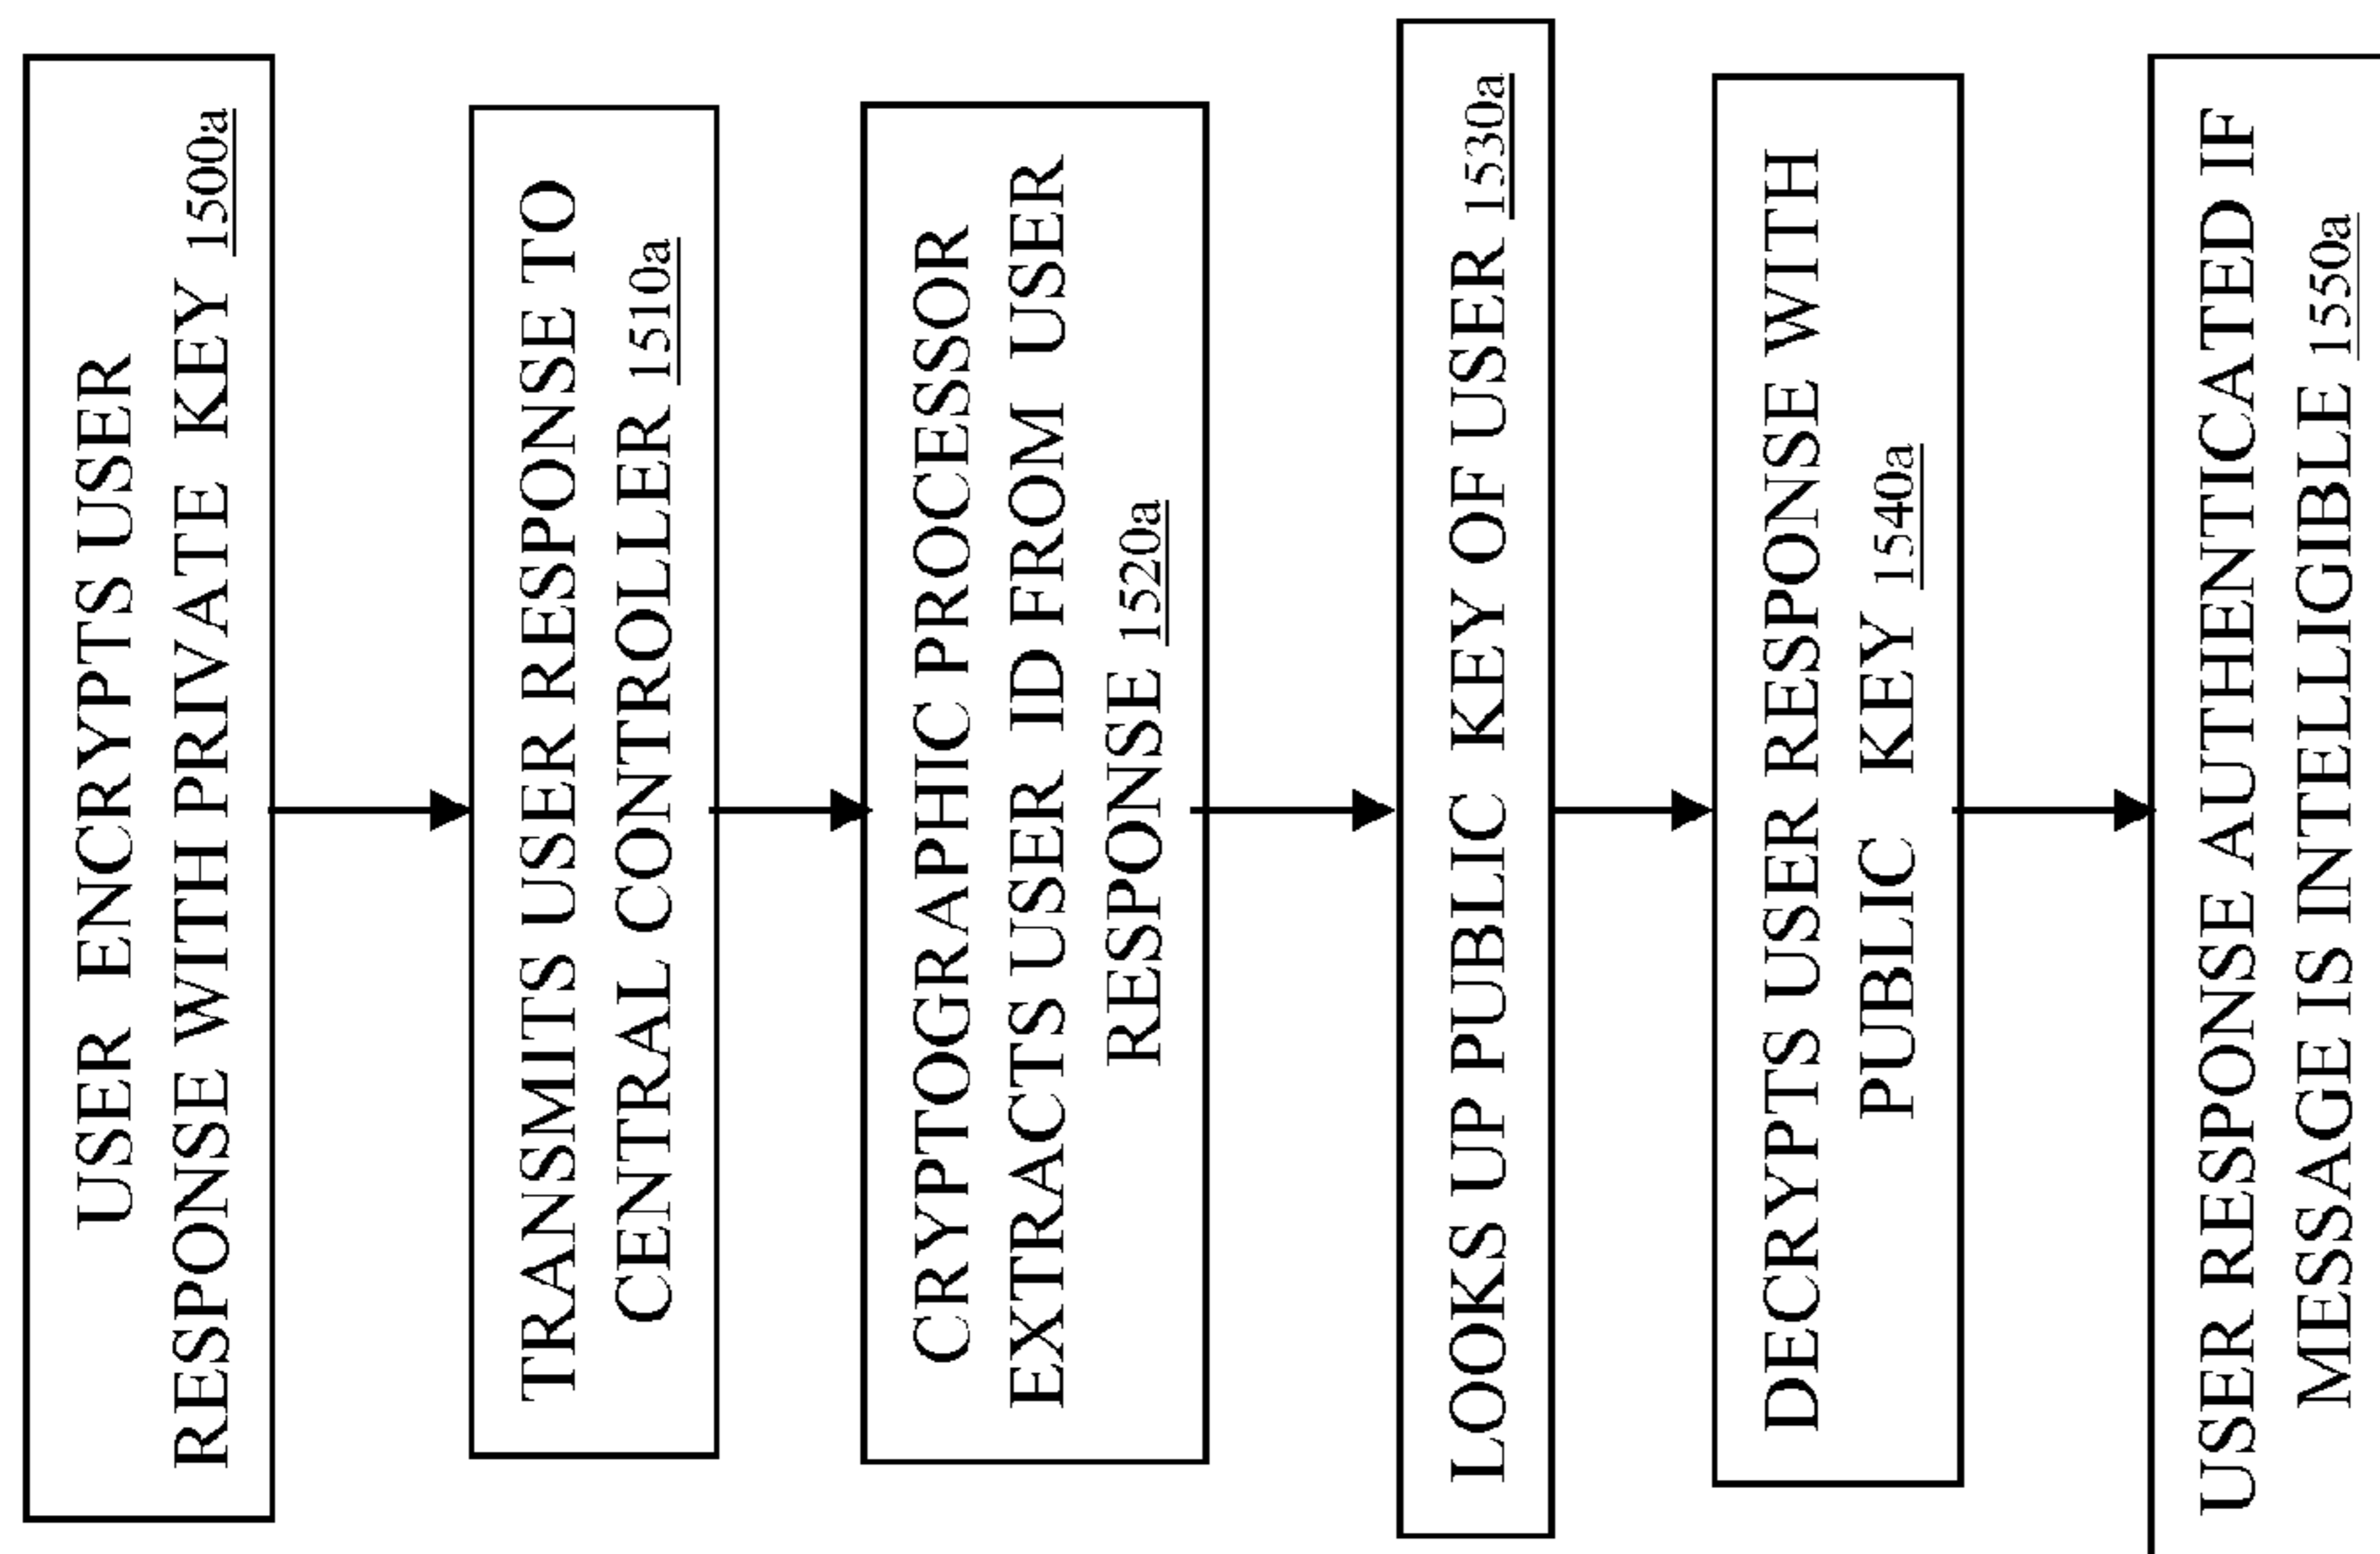 USER ENCRYPTS USER
RESPONSE WITH PRIVATE KEY 1500a
TRANSMITS USER RESPONSE TO
CENTRAL CONTROLLER 1510a
CRYPTOGRAPHIC PROCESSOR
EXTRACTS USER ID FROM USER
RESPONSE 1520a
LOOKS UP PUBLIC KEY OF USER 1530a
DECRYPTS USER RESPONSE WITH
PUBLIC KEY 1540a
USER RESPONSE AUTHENTICATED IF
MESSAGE IS INTELLIGIBLE 1550a